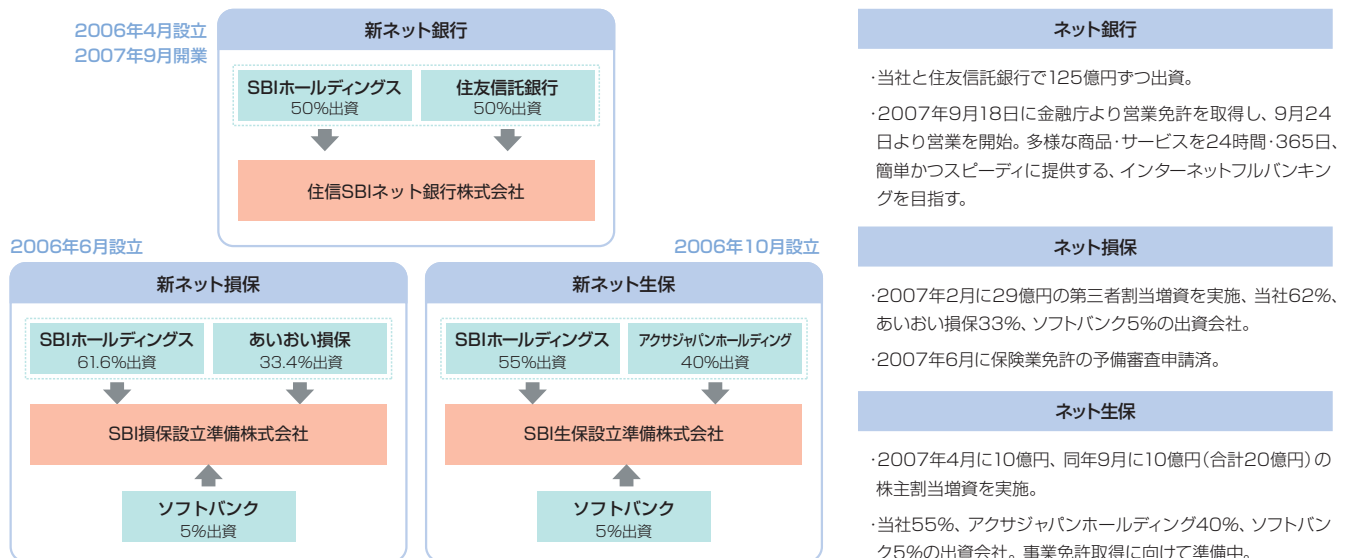 2006年4月設立
2007年9月開業
新ネット銀行
SBIホールディングス
50%出資
住友信託銀行
50%出資
住信SBIネット銀行株式会社
2006年6月設立
新ネット損保
SBIホールディングス
61.6%出資
あいおい損保
33.4%出資
SBI損保設立準備株式会社
ソフトバンク
5%出資
2006年10月設立
新ネット生保
SBIホールディングス
55%出資
アクサジャパンホールディング
40%出資
SBI生保設立準備株式会社
ソフトバンク
5%出資
ネット銀行
・当社と住友信託銀行で125億円ずつ出資。
・2007年9月18日に金融庁より営業免許を取得し、9月24
日より営業を開始。多様な商品・サービスを24時間・365日、
簡単かつスピーディに提供する、インターネットフルバンキン
グを目指す。
ネット損保
・2007年2月に29億円の第三者割当増資を実施、当社62%、
あいおい損保33%、ソフトバンク5%の出資会社。
・2007年6月に保険業免許の予備審査申請済。
ネット生保
・2007年4月に10億円、同年9月に10億円(合計20億円)の
株主割当増資を実施。
・当社55%、アクサジャパンホールディング40%、ソフトバン
ク5%の出資会社。事業免許取得に向けて準備中。